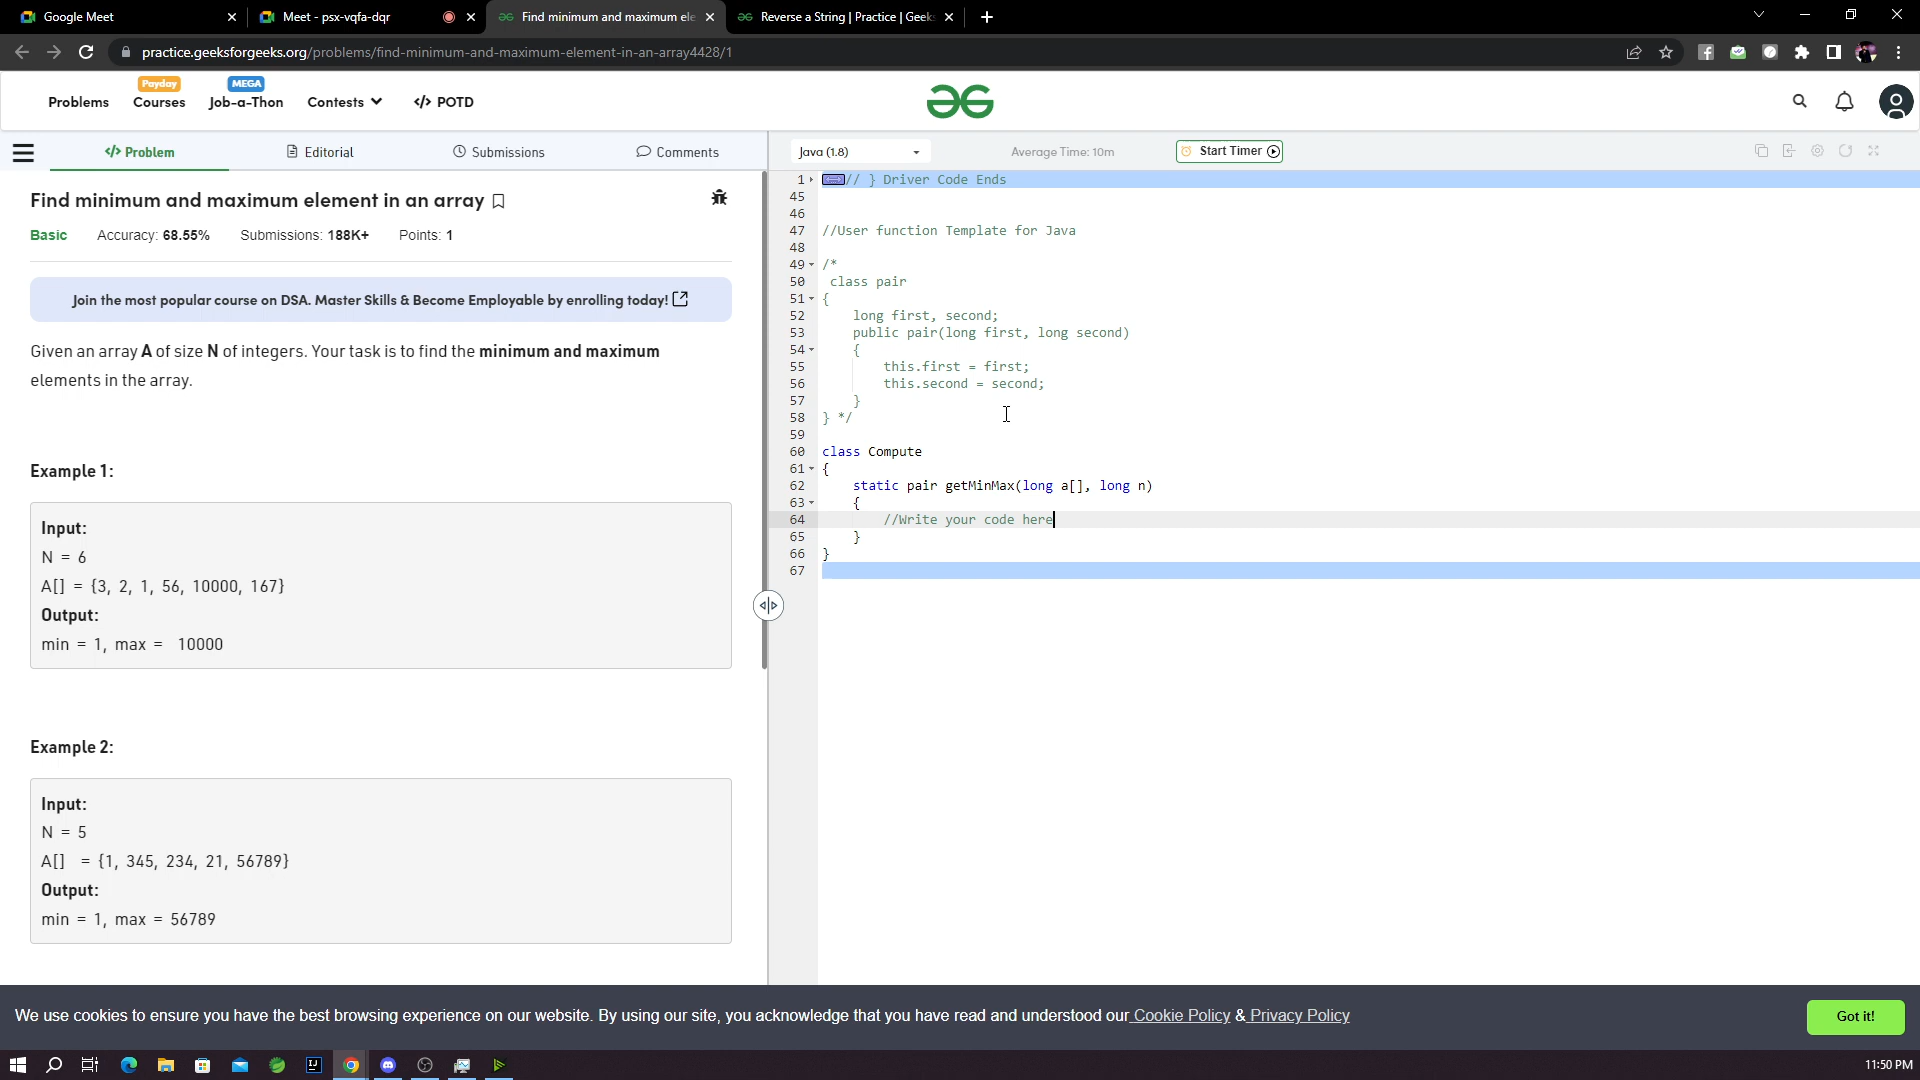 Google Meet
Meet - psx-vqfa-dqr
Find minimum and maximum ele
Reverse a String | Practice | Geek
practice.geeksforgeeks.org/problems/find-minimum-and-maximum-element-in-an-array4428/1
Payday
MEGA
Problems
Courses
Job-a-Thon
Contests
</> POTD
</> Problem
Editorial
Submissions
Comments
Java (1.8)
Average Time: 10m
Start Timer
Find minimum and maximum element in an array
Basic
Accuracy: 68.55%
Submissions: 188K+
Points: 1
Join the most popular course on DSA. Master Skills & Become Employable by enrolling today!
Given an array A of size N of integers. Your task is to find the minimum and maximum
elements in the array.
Example 1:
Input:
N = 6
A[] = {3, 2, 1, 56, 10000, 167}
Output:
min = 1, max =  10000
Example 2:
Input:
N = 5
A[]  = {1, 345, 234, 21, 56789}
Output:
min = 1, max = 56789
1 // } Driver Code Ends
45
46
47 //User function Template for Java
48
49 /*
50 class pair
51 {
52 long first, second;
53 public pair(long first, long second)
54 {
55 this.first = first;
56 this.second = second;
57 }
58 } */
59
60 class Compute
61 {
62 static pair getMinMax(long a[], long n)
63 {
64 //Write your code here
65 }
66 }
67
We use cookies to ensure you have the best browsing experience on our website. By using our site, you acknowledge that you have read and understood our Cookie Policy & Privacy Policy
Got it!
11:50 PM